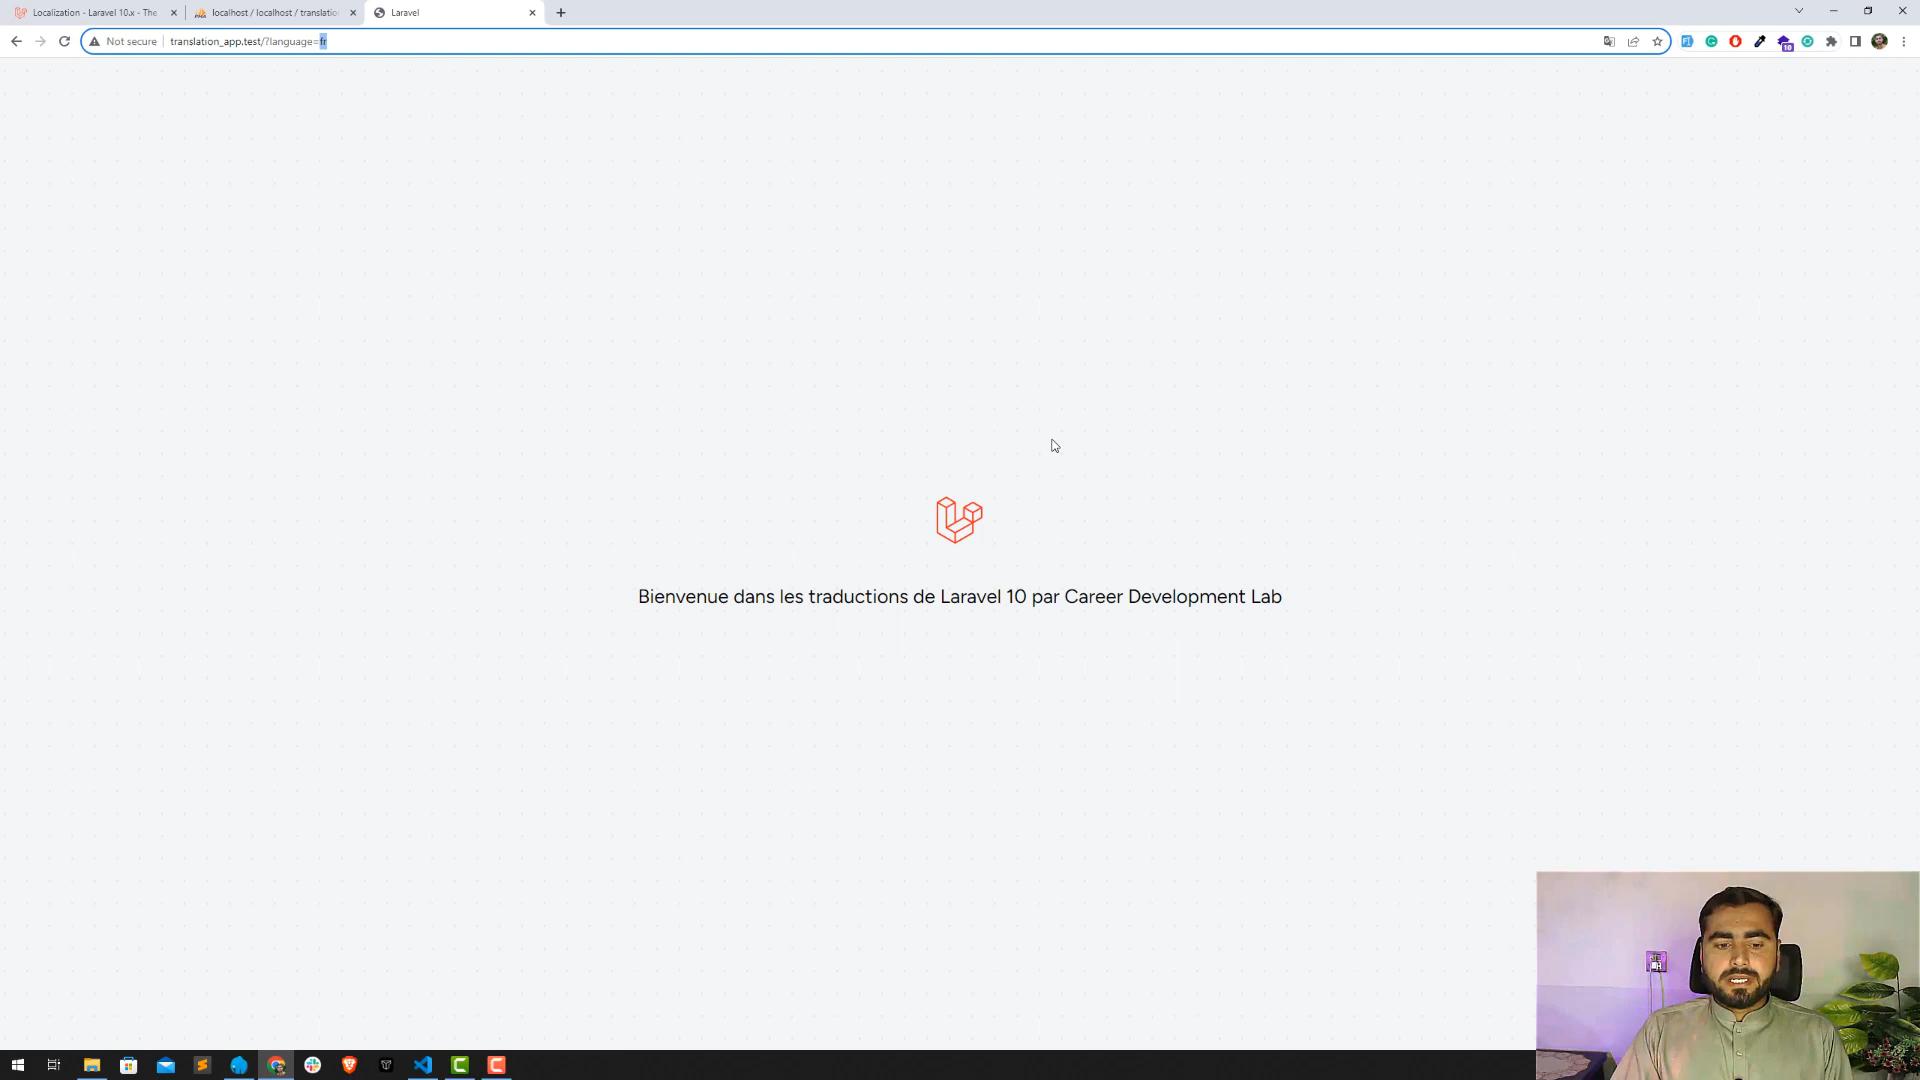 Localization - Laravel 10.x - The
localhost / localhost / translatio
Laravel
Not secure
translation_app.test/?language=fr
10
Bienvenue dans les traductions de Laravel 10 par Career Development Lab